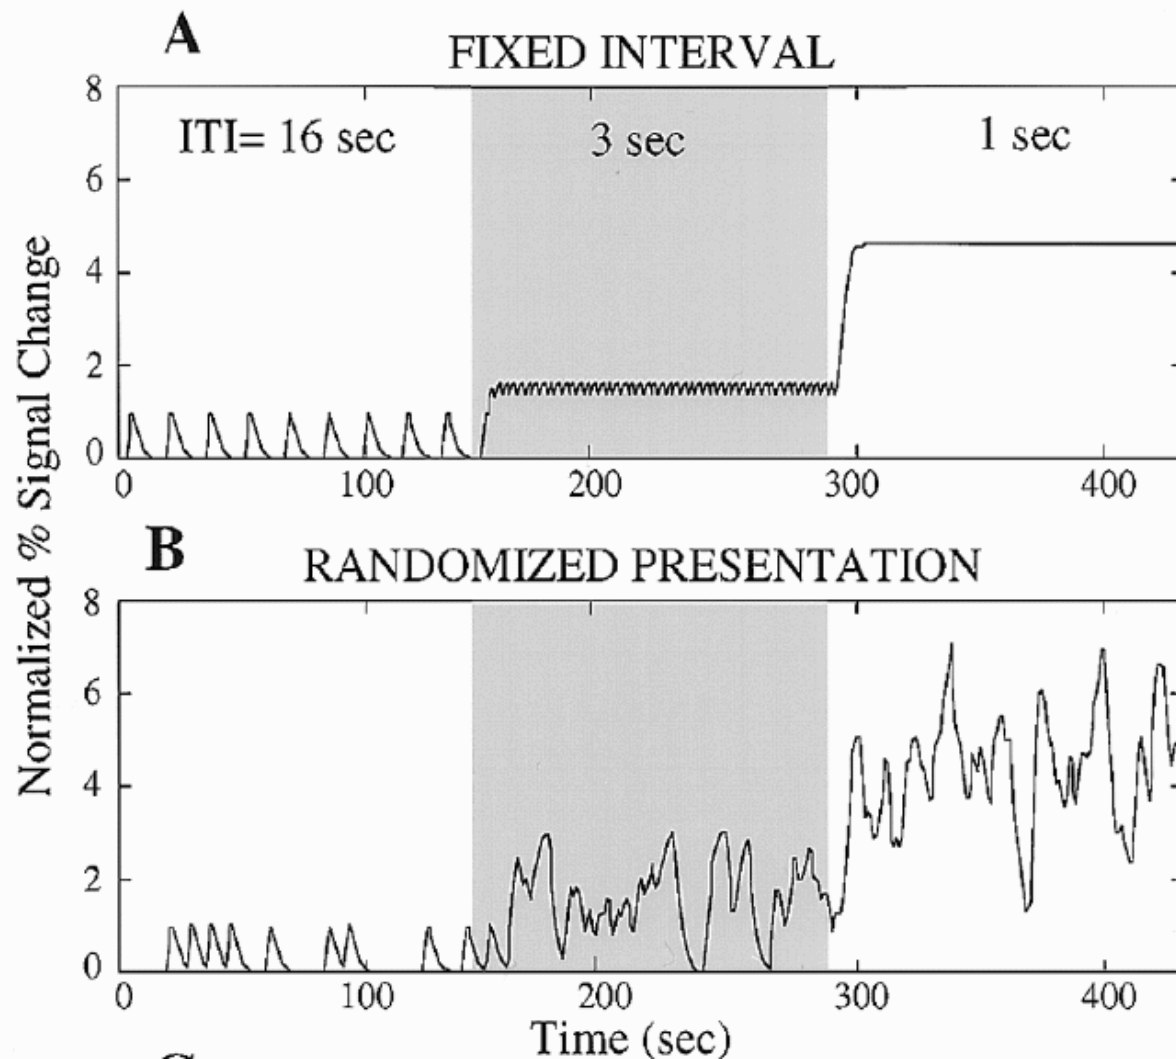 A
FIXED INTERVAL
8
ITI= 16 sec
3 sec
1 sec
6
4
2
0
0
100
200
300
400
Normalized % Signal Change
B
RANDOMIZED PRESENTATION
8
6
4
2
0
0
100
200
300
400
Time (sec)